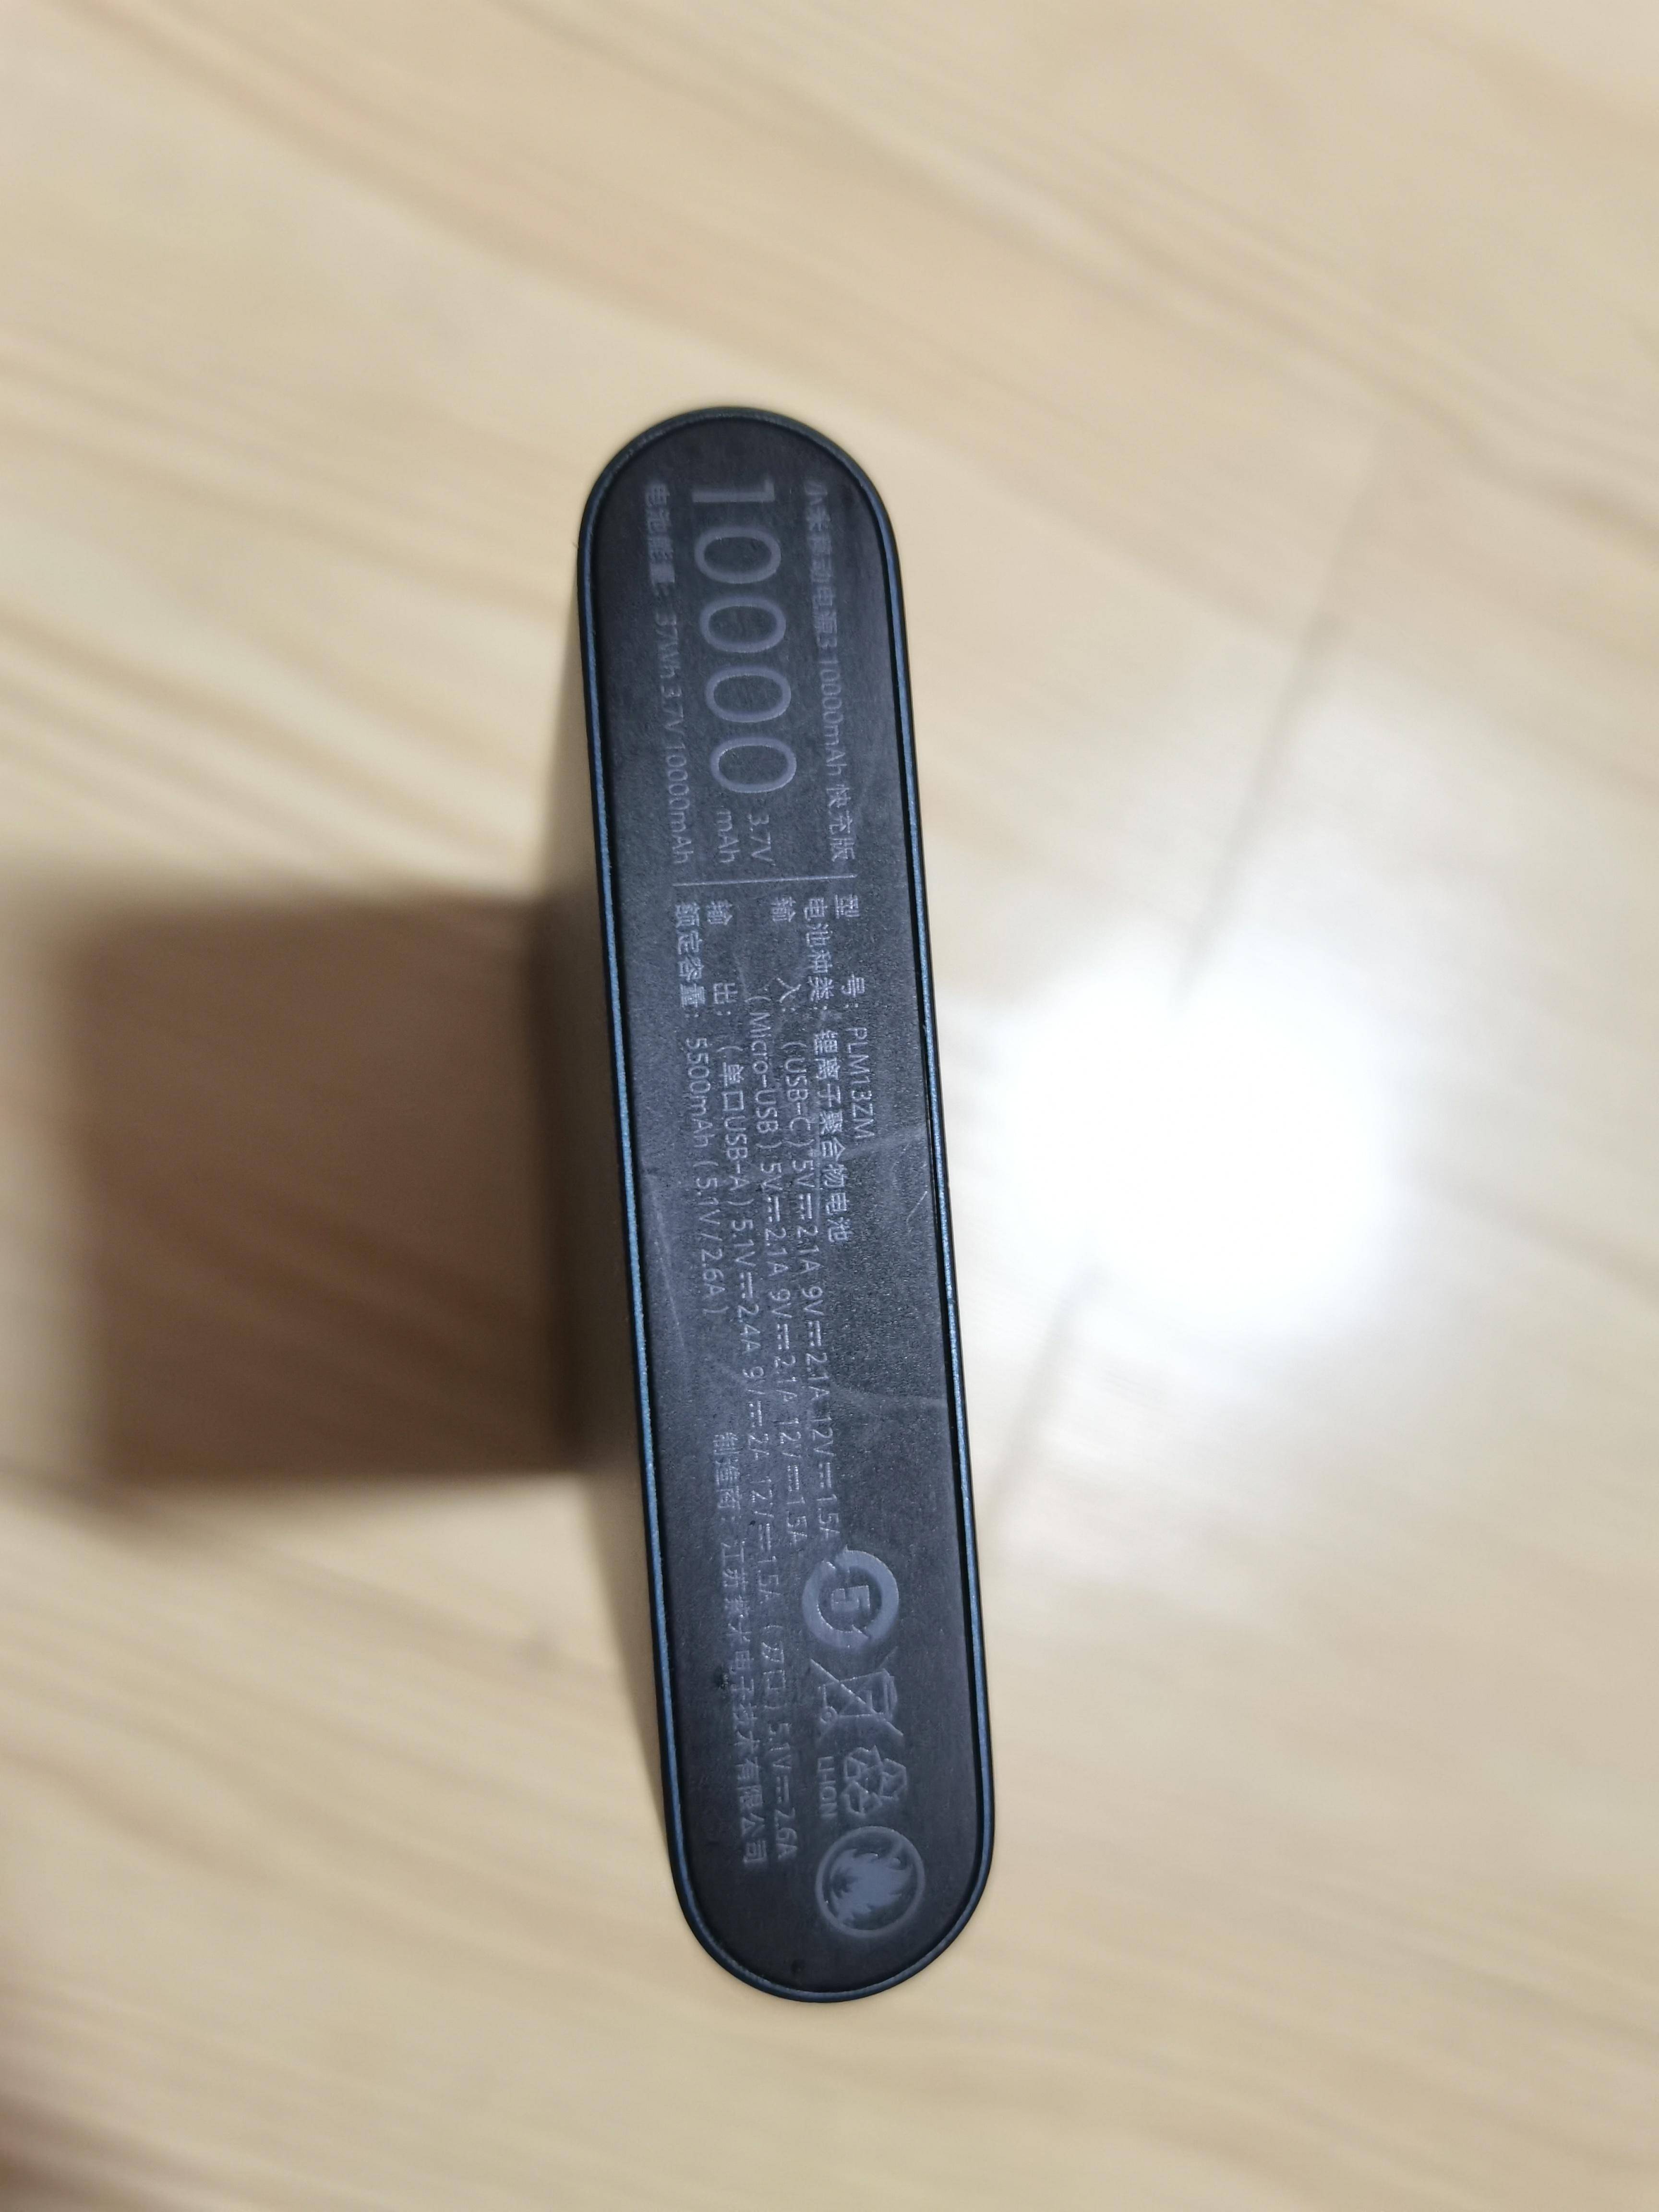 小米移动电源3 10000mAh 快充版
10000 3.7V mAh
电池能量： 37Wh 3.7V 10000mAh
型 号：PLM13ZM
电池种类：锂离子聚合物电池
输 入：（USB-C）5V⎓2.1A 9V⎓2.1A 12V⎓1.5A
（Micro-USB）5V⎓2.1A 9V⎓2.1A 12V⎓1.5A
输 出：（单口USB-A）5.1V⎓2.4A 9V⎓2A 12V⎓1.5A （双口）5.1V⎓2.6A
额定容量：5500mAh（5.1V/2.6A）
制造商：江苏紫米电子技术有限公司
5
LI-ION